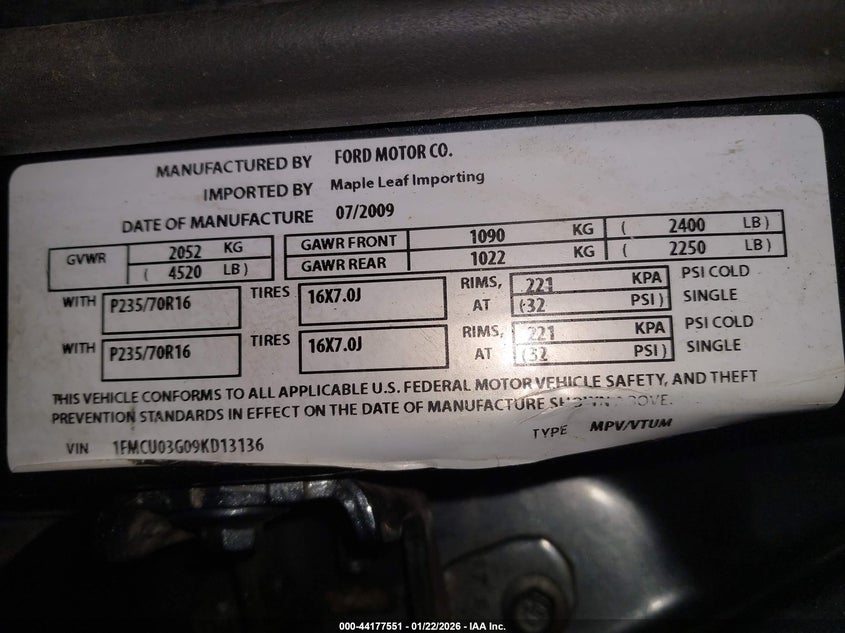 MANUFACTURED BY FORD MOTOR CO.
IMPORTED BY Maple Leaf Importing
DATE OF MANUFACTURE 07/2009
GVWR 2052 KG GAWR FRONT 1090 KG ( 2400 LB )
( 4520 LB ) GAWR REAR 1022 KG ( 2250 LB )
WITH P235/70R16 TIRES 16X7.0J RIMS, 221 KPA PSI COLD
AT (32 PSI ) SINGLE
WITH P235/70R16 TIRES 16X7.0J RIMS, 221 KPA PSI COLD
AT (32 PSI ) SINGLE
THIS VEHICLE CONFORMS TO ALL APPLICABLE U.S. FEDERAL MOTOR VEHICLE SAFETY, AND THEFT
PREVENTION STANDARDS IN EFFECT ON THE DATE OF MANUFACTURE SHOWN ABOVE.
VIN 1FMCU03G09KD13136 TYPE MPV/VTUM
000-44177551 - 01/22/2026 - IAA Inc.